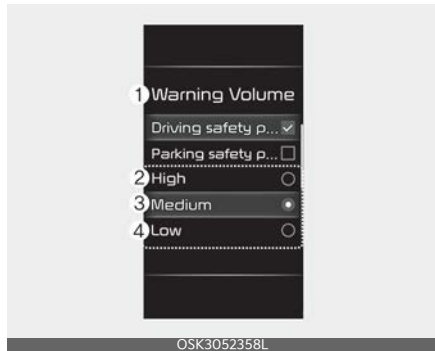 1 Warning Volume
Driving safety p...
Parking safety p...
2 High
3 Medium
4 Low
OSK3052358L